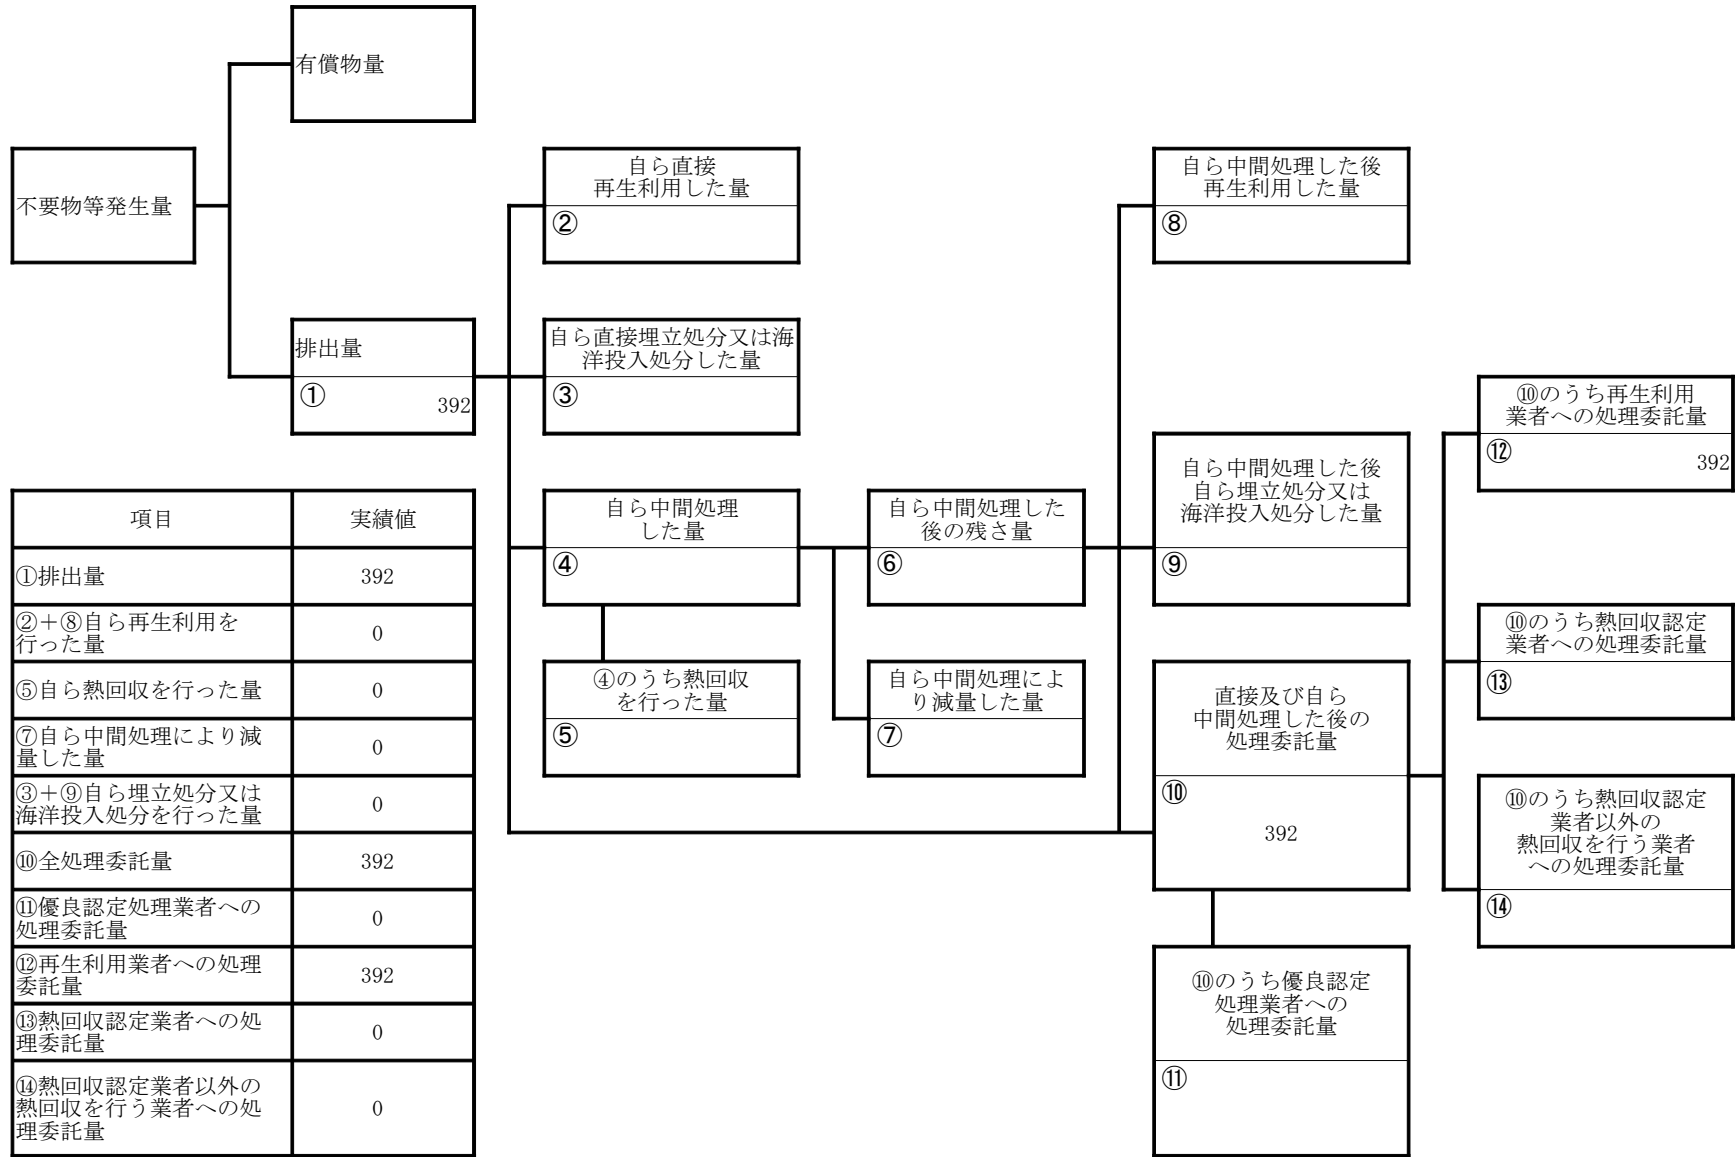 有償物量
不要物等発生量
排出量
①
392
自ら直接
再生利用した量
②
自ら直接埋立処分又は海
洋投入処分した量
③
自ら中間処理
した量
④
④のうち熱回収
を行った量
⑤
自ら中間処理した
後の残さ量
⑥
自ら中間処理によ
り減量した量
⑦
自ら中間処理した後
再生利用した量
⑧
自ら中間処理した後
自ら埋立処分又は
海洋投入処分した量
⑨
直接及び自ら
中間処理した後の
処理委託量
⑩
392
⑩のうち優良認定
処理業者への
処理委託量
⑪
⑩のうち再生利用
業者への処理委託量
⑫
392
⑩のうち熱回収認定
業者への処理委託量
⑬
⑩のうち熱回収認定
業者以外の
熱回収を行う業者
への処理委託量
⑭
項目 実績値
①排出量 392
②＋⑧自ら再生利用を
行った量 0
⑤自ら熱回収を行った量 0
⑦自ら中間処理により減
量した量 0
③＋⑨自ら埋立処分又は
海洋投入処分を行った量 0
⑩全処理委託量 392
⑪優良認定処理業者への
処理委託量 0
⑫再生利用業者への処理
委託量 392
⑬熱回収認定業者への処
理委託量 0
⑭熱回収認定業者以外の
熱回収を行う業者への処
理委託量 0